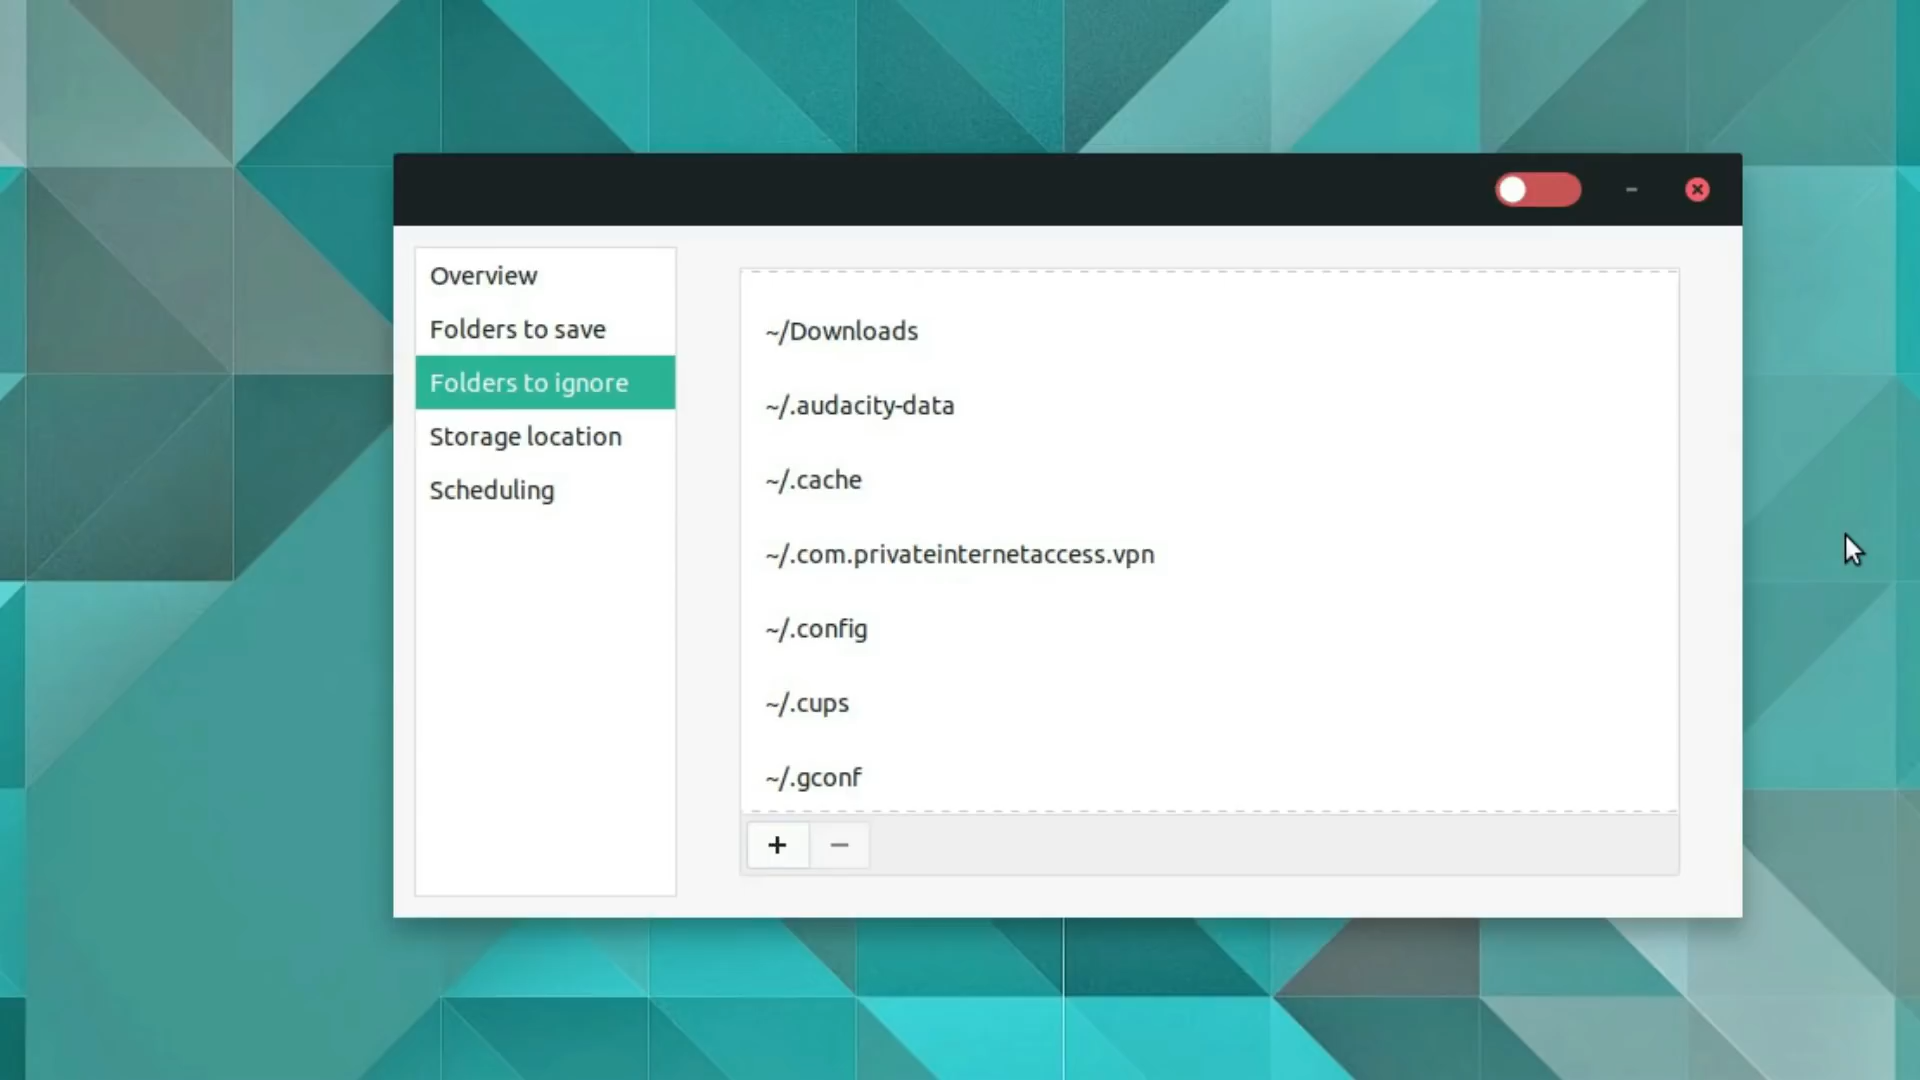 Overview
Folders to save
Folders to ignore
Storage location
Scheduling
~/Downloads
~/.audacity-data
~/.cache
~/.com.privateinternetaccess.vpn
~/.config
~/.cups
~/.gconf